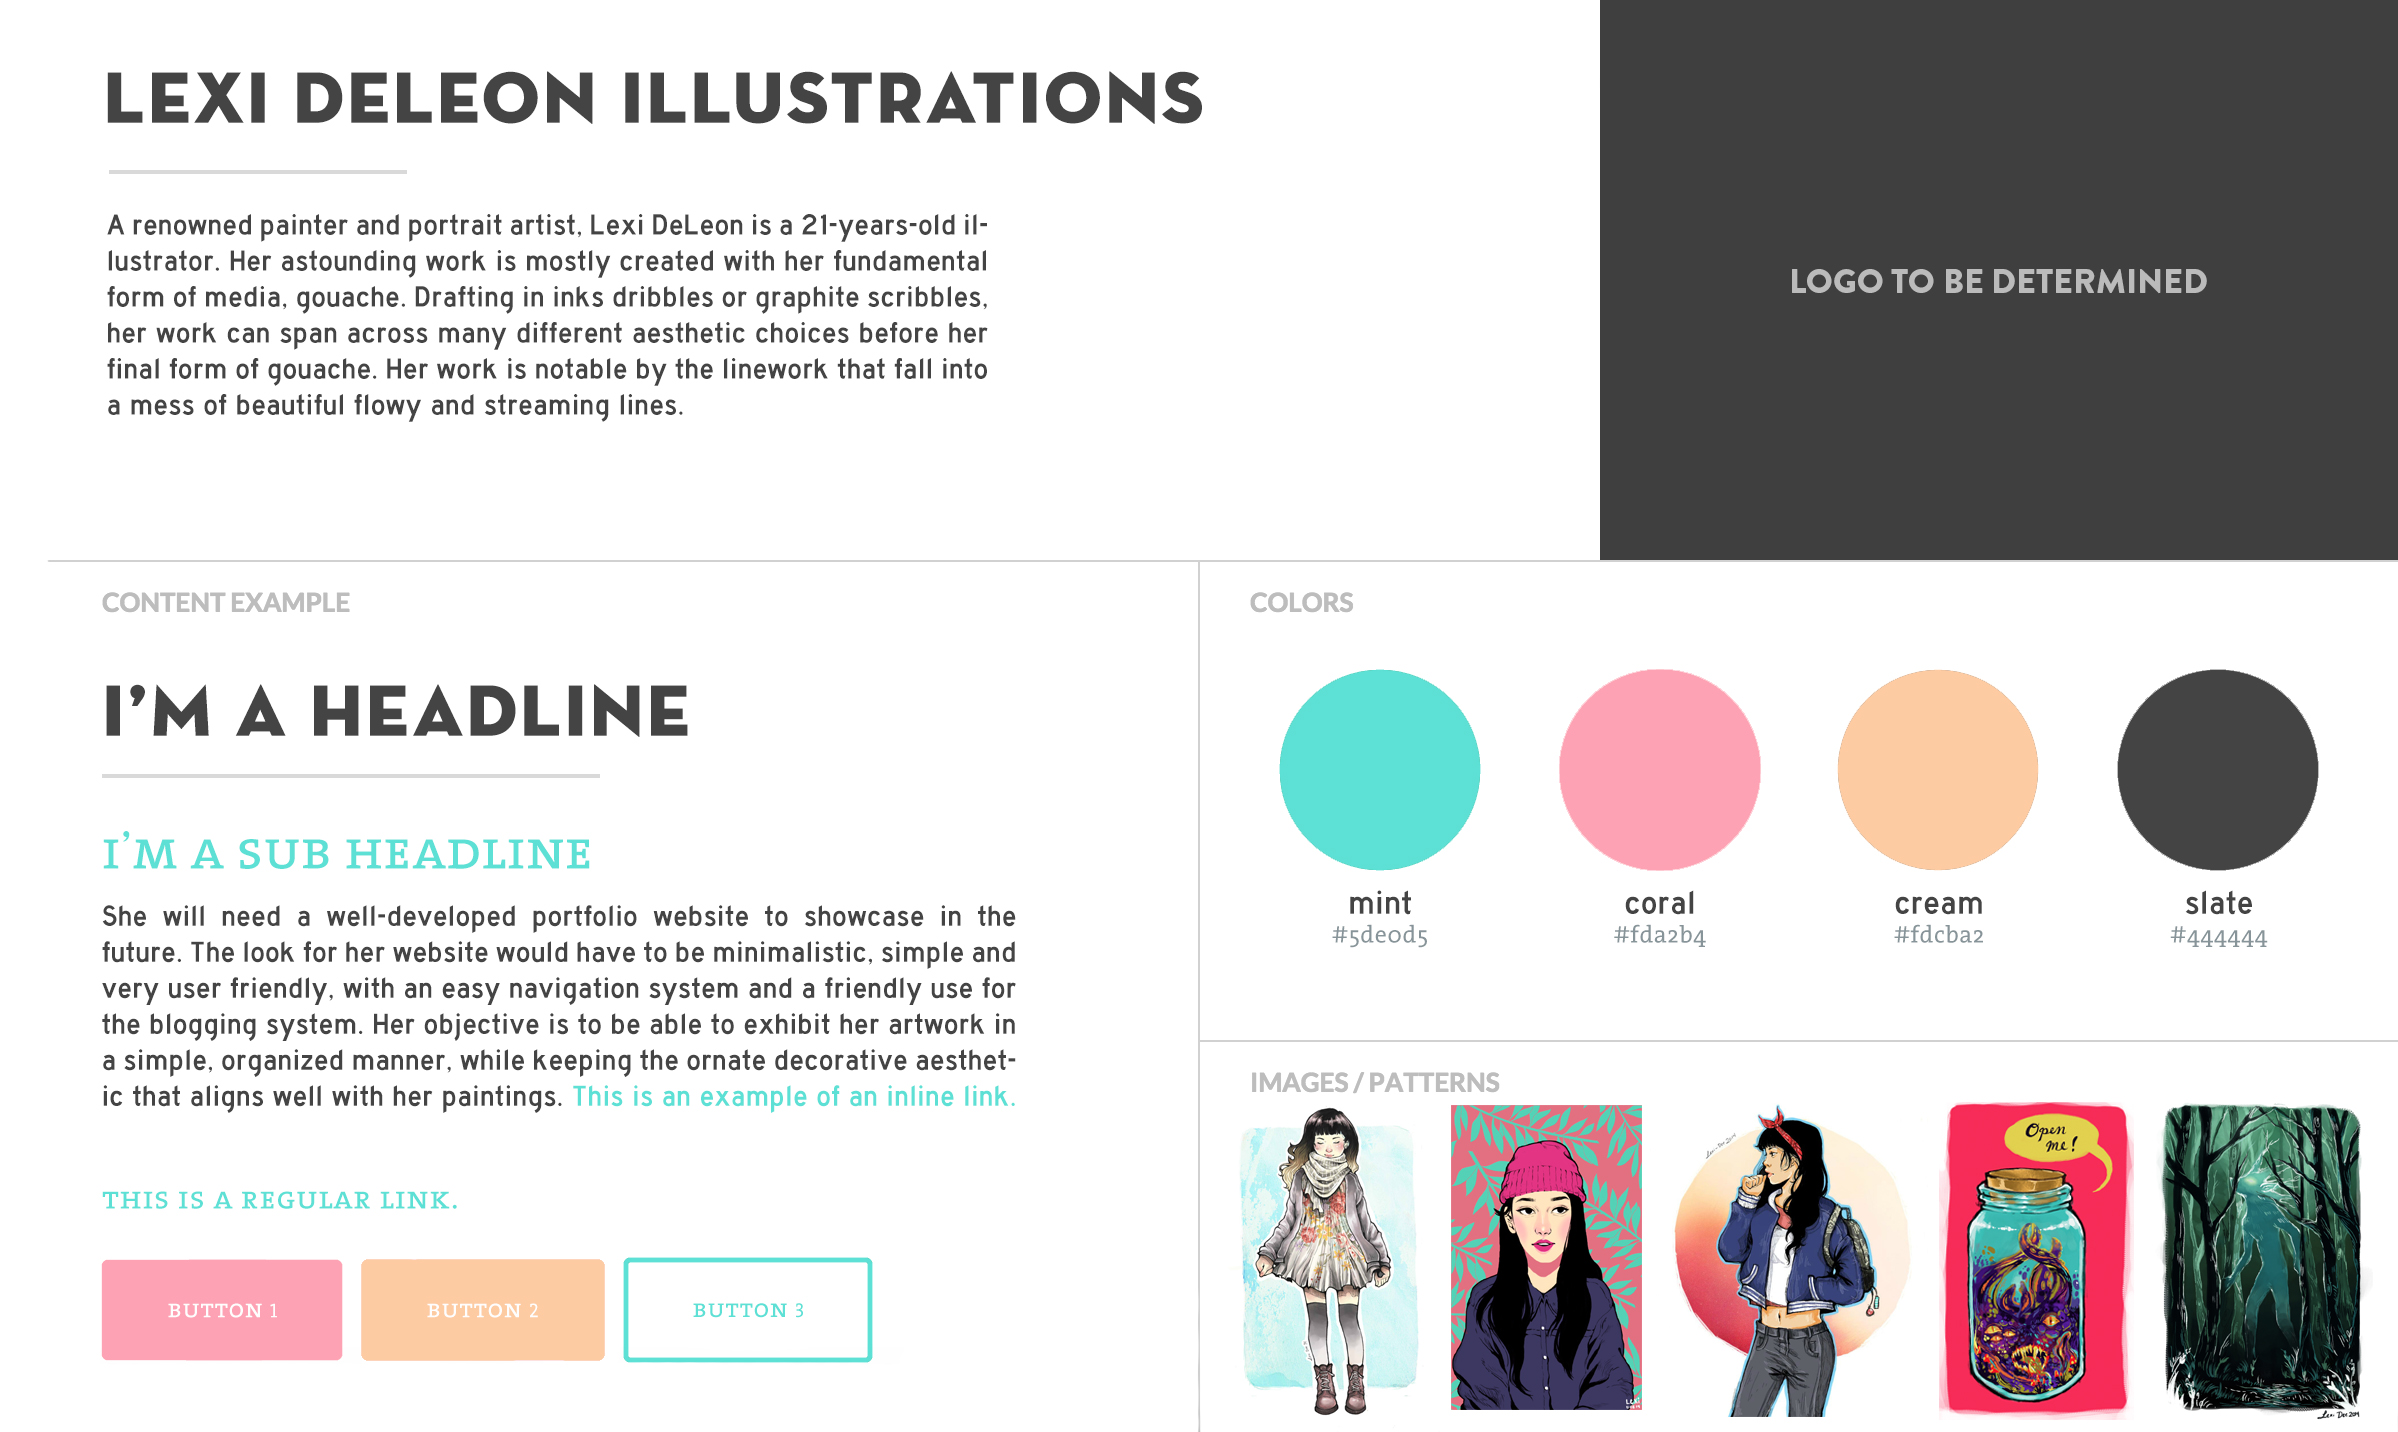 LEXI DELEON ILLUSTRATIONS
A renowned painter and portrait artist, Lexi DeLeon is a 21-years-old il-
lustrator. Her astounding work is mostly created with her fundamental
form of media, gouache. Drafting in inks dribbles or graphite scribbles,
her work can span across many different aesthetic choices before her
final form of gouache. Her work is notable by the linework that fall into
a mess of beautiful flowy and streaming lines.
LOGO TO BE DETERMINED
CONTENT EXAMPLE
I'M A HEADLINE
I'M A SUB HEADLINE
She will need a well-developed portfolio website to showcase in the
future. The look for her website would have to be minimalistic, simple and
very user friendly, with an easy navigation system and a friendly use for
the blogging system. Her objective is to be able to exhibit her artwork in
a simple, organized manner, while keeping the ornate decorative aesthet-
ic that aligns well with her paintings. This is an example of an inline link.
THIS IS A REGULAR LINK.
BUTTON 1
BUTTON 2
BUTTON 3
COLORS
mint
#5de0d5
coral
#fda2b4
cream
#fdcba2
slate
#444444
IMAGES / PATTERNS
Open
me!